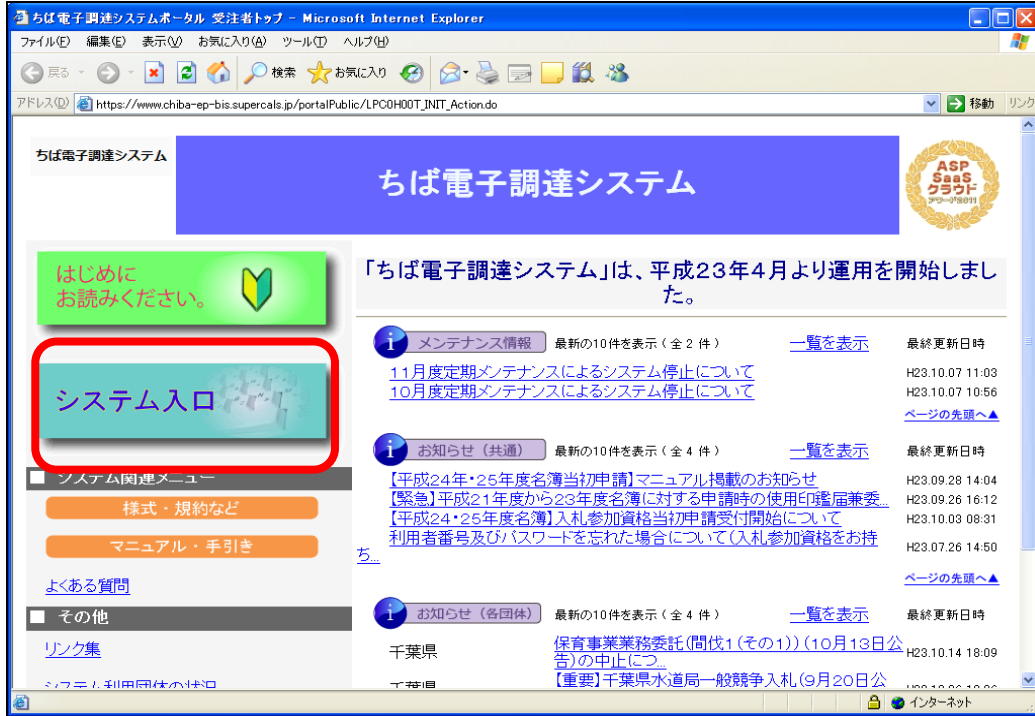 ちば電子調達システムポータル 受注者トップ - Microsoft Internet Explorer
ファイル(F) 編集(E) 表示(V) お気に入り(A) ツール(T) ヘルプ(H)
戻る 検索 お気に入り
アドレス(D) https://www.chiba-ep-bis.supercals.jp/portalPublic/LPC0H00T_INIT_Action.do 移動 リンク
ちば電子調達システム
ちば電子調達システム
ASP
SaaS
クラウド
アワード2011
はじめに
お読みください。
システム入口
■ システム関連メニュー
様式・規約など
マニュアル・手引き
よくある質問
■ その他
リンク集
システム利用団体の状況
「ちば電子調達システム」は、平成23年4月より運用を開始しまし
た。
i メンテナンス情報 最新の10件を表示(全2件) 一覧を表示 最終更新日時
11月度定期メンテナンスによるシステム停止について H23.10.07 11:03
10月度定期メンテナンスによるシステム停止について H23.10.07 10:56
ページの先頭へ▲
i お知らせ(共通) 最新の10件を表示(全4件) 一覧を表示 最終更新日時
【平成24年・25年度名簿当初申請】マニュアル掲載のお知らせ H23.09.28 14:04
【緊急】平成21年度から23年度名簿に対する申請時の使用印鑑届兼委... H23.09.26 16:12
【平成24・25年度名簿】入札参加資格当初申請受付開始について H23.10.03 08:31
利用者番号及びパスワードを忘れた場合について(入札参加資格をお持
ち... H23.07.26 14:50
ページの先頭へ▲
i お知らせ(各団体) 最新の10件を表示(全4件) 一覧を表示 最終更新日時
千葉県 保育事業業務委託(間伐1(その1))(10月13日公
告)の中止につ... H23.10.14 18:09
千葉県 【重要】千葉県水道局一般競争入札(9月20日公
インターネット